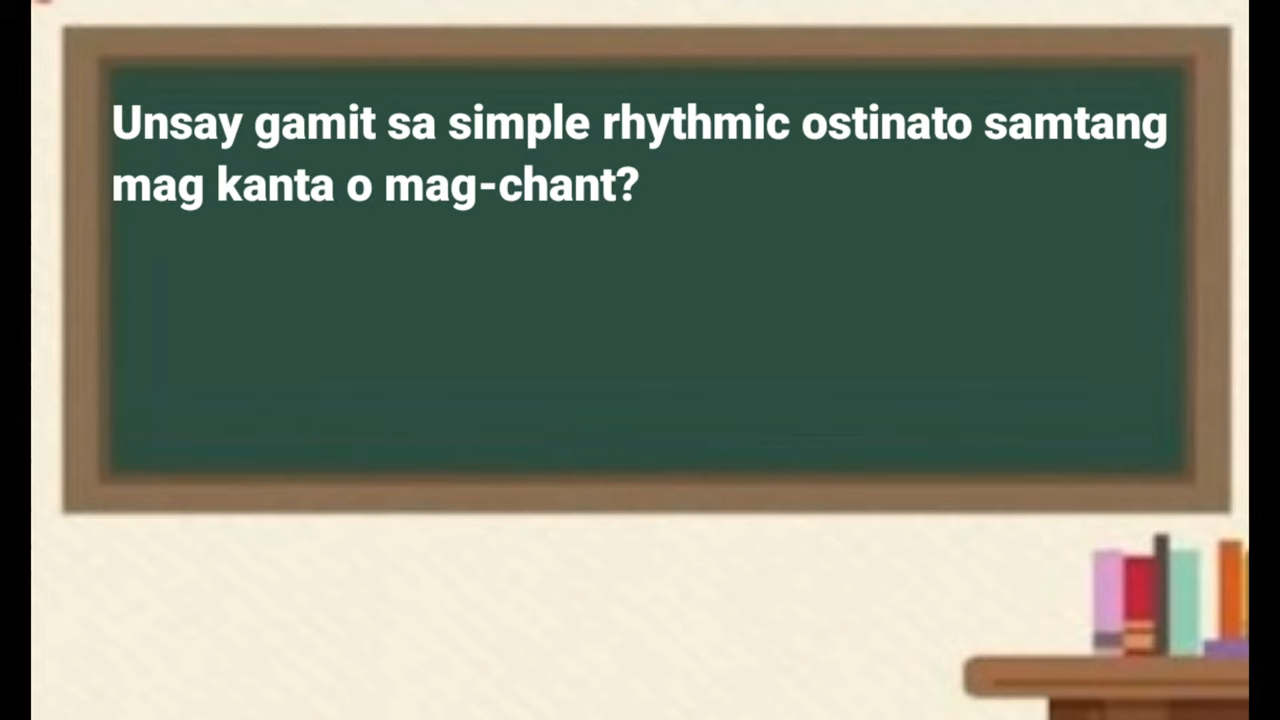 Unsay gamit sa simple rhythmic ostinato samtang
mag kanta o mag-chant?